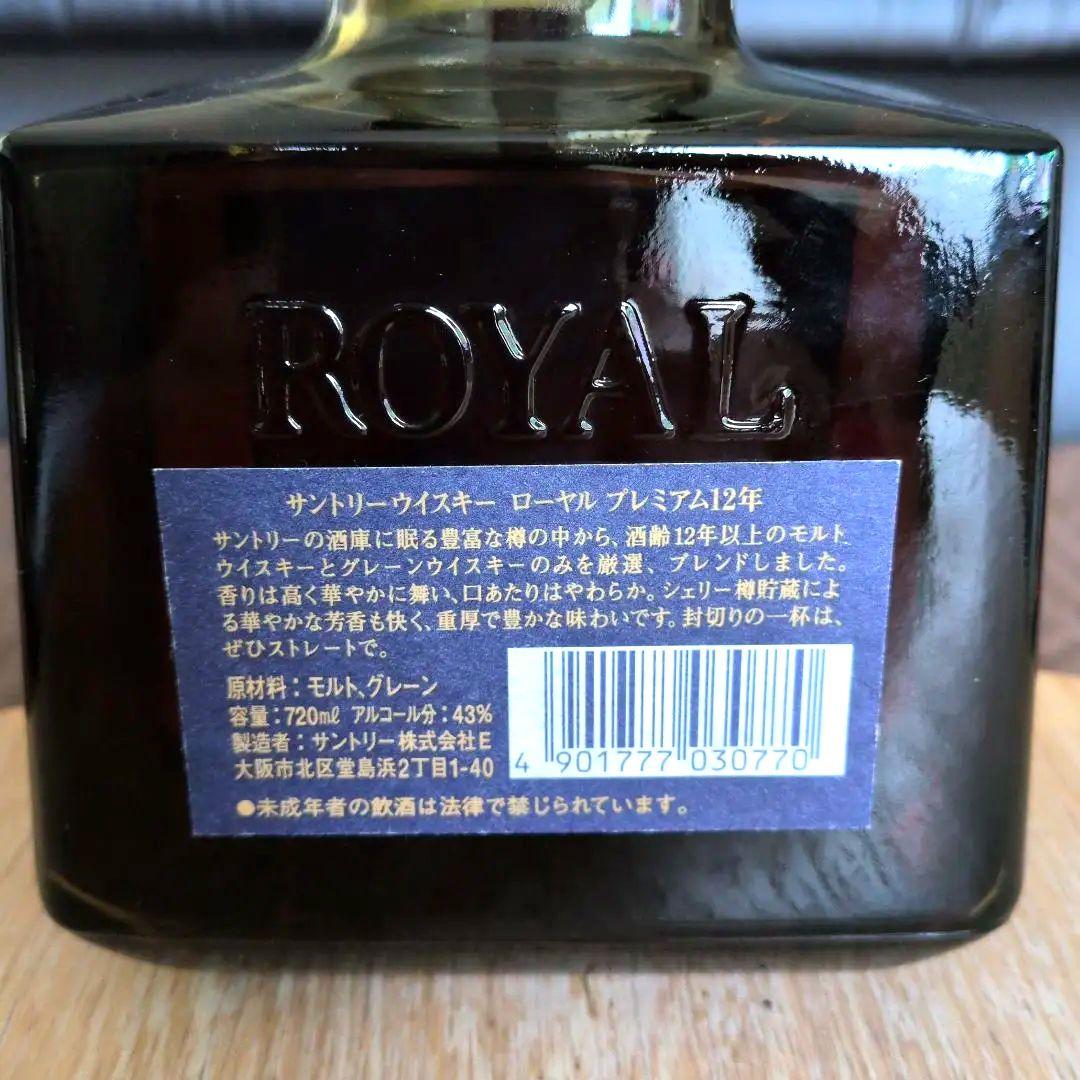 ROYAL
サントリーウイスキー ローヤル プレミアム12年
サントリーの酒庫に眠る豊富な樽の中から、酒齢12年以上のモルト
ウイスキーとグレーンウイスキーのみを厳選、ブレンドしました。
香りは高く華やかに舞い、口あたりはやわらか。シェリー樽貯蔵によ
る華やかな芳香も快く、重厚で豊かな味わいです。封切りの一杯は、
ぜひストレートで。
原材料：モルト、グレーン
容量：720mℓ アルコール分：43%
製造者：サントリー株式会社E
大阪市北区堂島浜2丁目1-40
4 901777 030770
●未成年者の飲酒は法律で禁じられています。